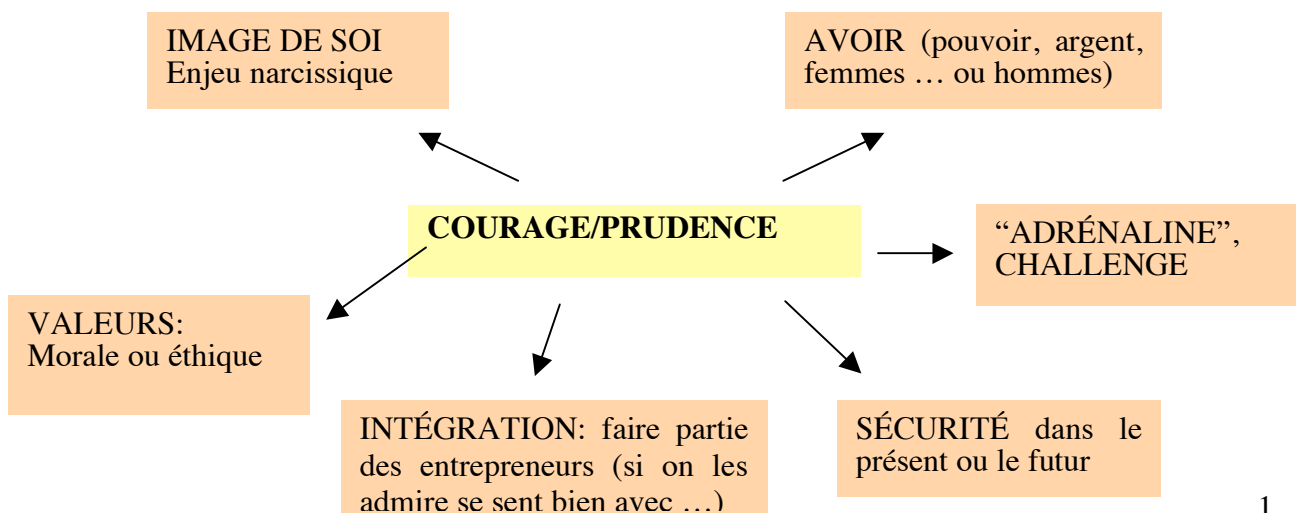 IMAGE DE SOI
Enjeu narcissique
AVOIR (pouvoir, argent,
femmes … ou hommes)
COURAGE/PRUDENCE
“ADRÉNALINE”,
CHALLENGE
VALEURS:
Morale ou éthique
INTÉGRATION: faire partie
des entrepreneurs (si on les
admire se sent bien avec …)
SÉCURITÉ dans le
présent ou le futur
1